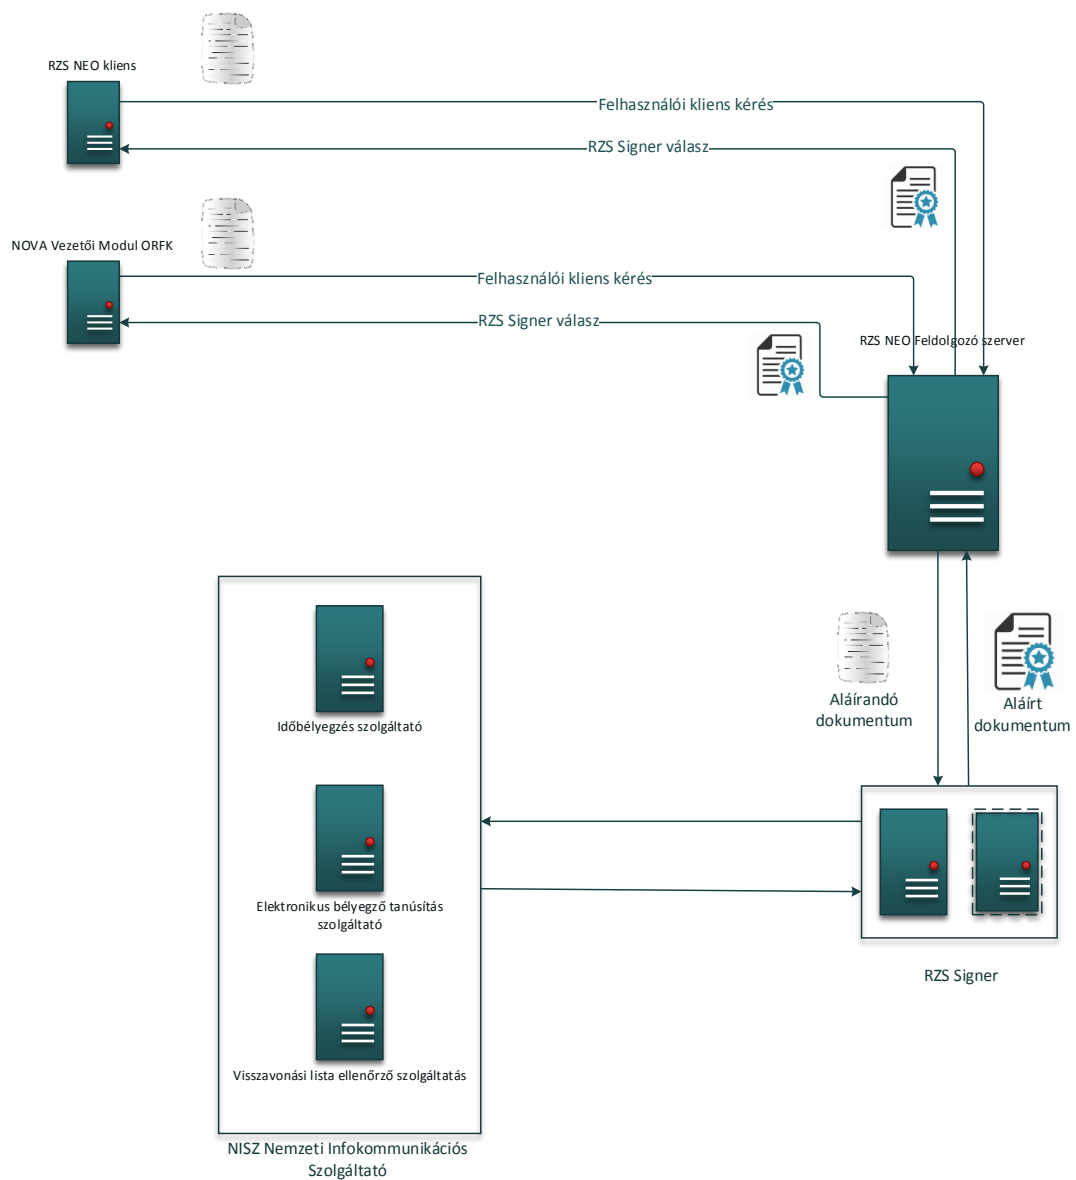 RZS NEO kliens
Felhasználói kliens kérés
RZS Signer válasz
NOVA Vezetői Modul ORFK
Felhasználói kliens kérés
RZS Signer válasz
RZS NEO Feldolgozó szerver
Aláírandó
dokumentum
Aláírt
dokumentum
Időbélyegzés szolgáltató
Elektronikus bélyegző tanúsítás
szolgáltató
RZS Signer
Visszavonási lista ellenőrző szolgáltatás
NISZ Nemzeti Infokommunikációs
Szolgáltató